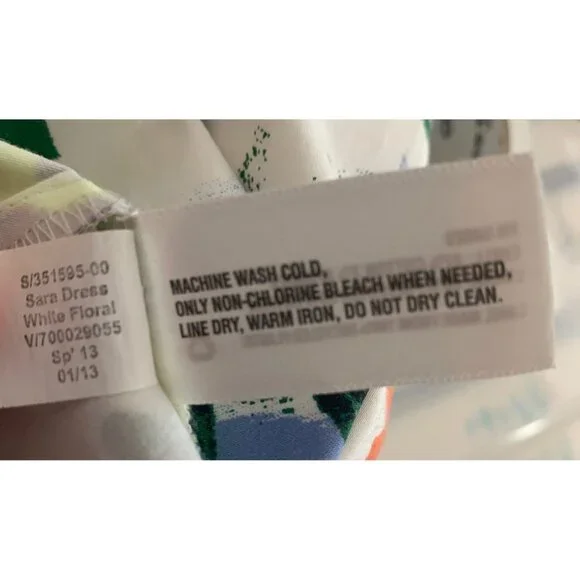 S/351595-00
Sara Dress
White Floral
V/700029055
Sp' 13
01/13
MACHINE WASH COLD,
ONLY NON-CHLORINE BLEACH WHEN NEEDED,
LINE DRY, WARM IRON, DO NOT DRY CLEAN.